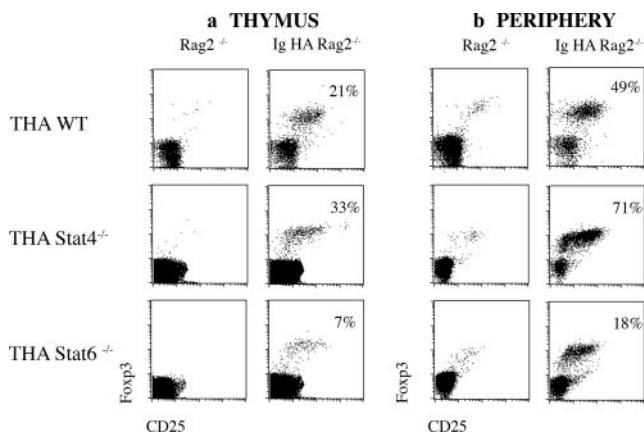 a THYMUS
b PERIPHERY
Rag2 -/-
Ig HA Rag2-/-
Rag2 -/-
Ig HA Rag2-/-
THA WT
21%
49%
THA Stat4-/-
33%
71%
THA Stat6 -/-
7%
18%
Foxp3
Foxp3
CD25
CD25